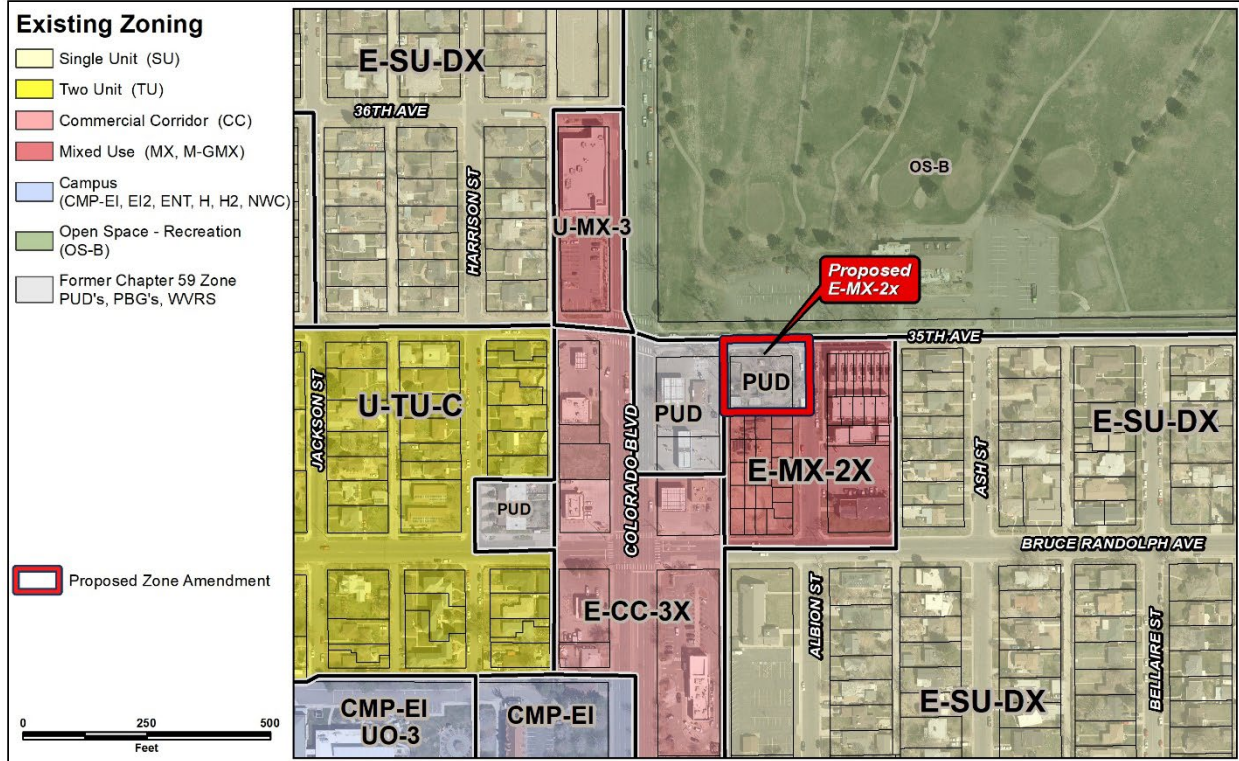 Existing Zoning
Single Unit (SU)
Two Unit (TU)
Commercial Corridor (CC)
Mixed Use (MX, M-GMX)
Campus
(CMP-EI, EI2, ENT, H, H2, NWC)
Open Space - Recreation
(OS-B)
Former Chapter 59 Zone
PUD's, PBG's, WVRS
Proposed Zone Amendment
0 250 500
Feet
E-SU-DX
36TH AVE
HARRISON ST
U-MX-3
OS-B
Proposed
E-MX-2x
35TH AVE
JACKSON ST
U-TU-C
COLORADO BLVD
PUD
PUD
E-MX-2X
ASH ST
E-SU-DX
PUD
BRUCE RANDOLPH AVE
E-CC-3X
ALBION ST
BELLAIRE ST
E-SU-DX
CMP-EI
UO-3
CMP-EI